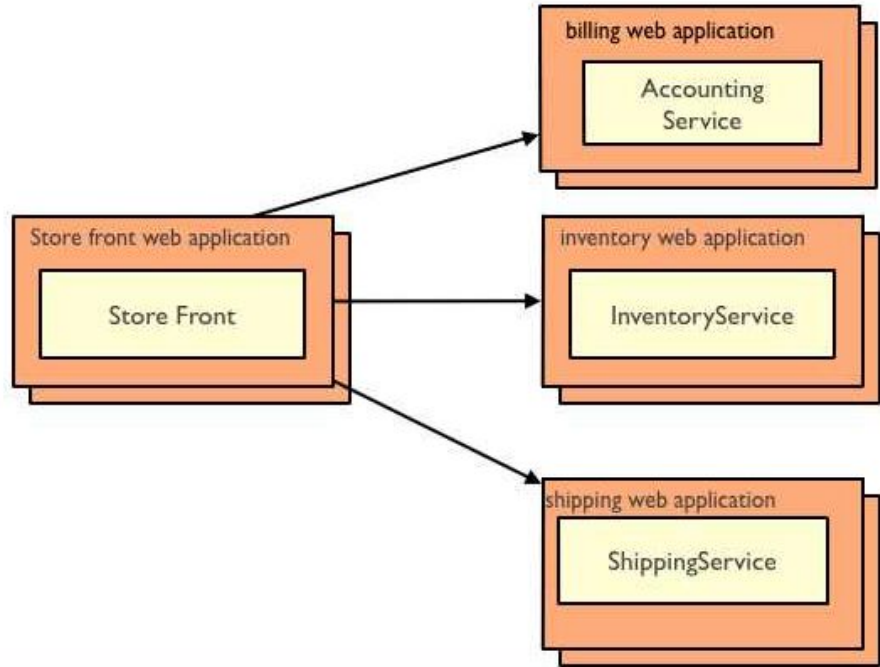 billing web application
Accounting
Service
Store front web application
Store Front
inventory web application
InventoryService
shipping web application
ShippingService